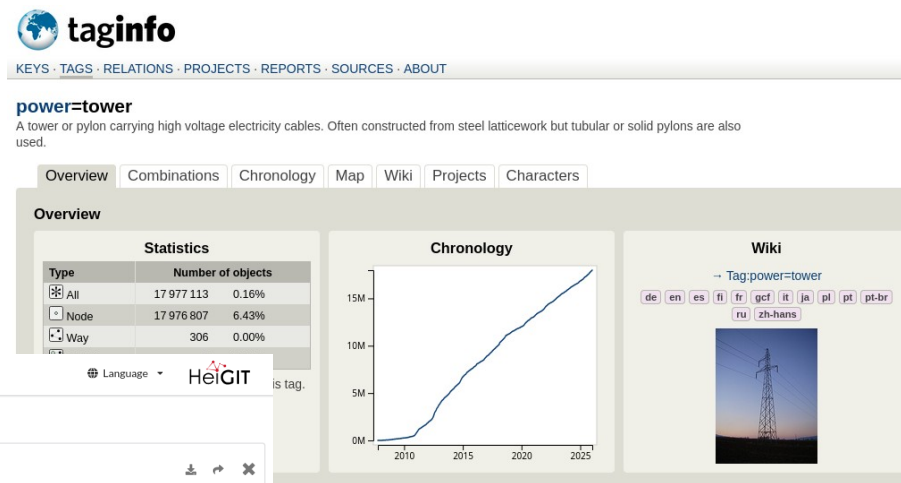 taginfo
KEYS · TAGS · RELATIONS · PROJECTS · REPORTS · SOURCES · ABOUT
power=tower
A tower or pylon carrying high voltage electricity cables. Often constructed from steel latticework but tubular or solid pylons are also
used.
Overview Combinations Chronology Map Wiki Projects Characters
Overview
Statistics
Type Number of objects
All 17 977 113 0.16%
Node 17 976 807 6.43%
Way 306 0.00%
is tag.
Chronology
15M
10M
5M
0M
2010 2015 2020 2025
Wiki
→ Tag:power=tower
de en es fi fr gcf it ja pl pt pt-br
ru zh-hans
Language HeiGIT